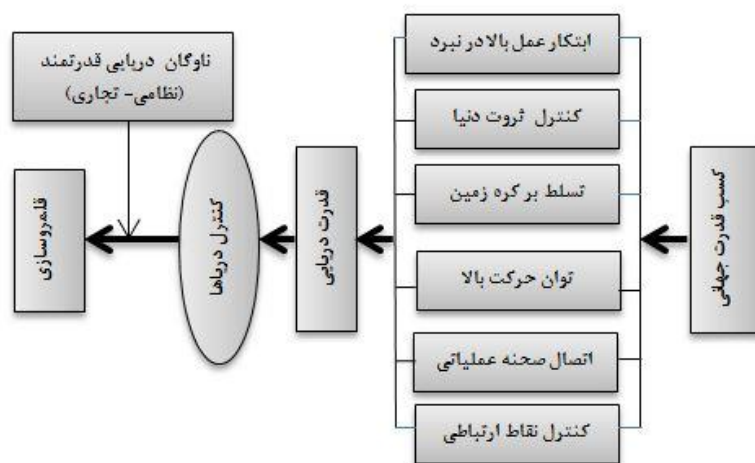 کسب قدرت جهانی
ابتکار عمل بالا در نبرد
کنترل ثروت دنیا
تسلط بر کره زمین
توان حرکت بالا
اتصال صحنه عملیاتی
کنترل نقاط ارتباطی
قدرت دریایی
کنترل دریاها
ناوگان دریایی قدرتمند
(نظامی- تجاری)
قلمروسازی